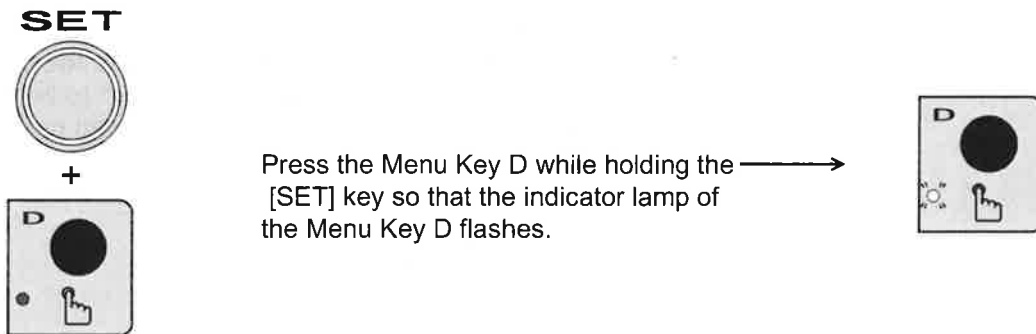 SET
+
D
Press the Menu Key D while holding the
[SET] key so that the indicator lamp of
the Menu Key D flashes.
D